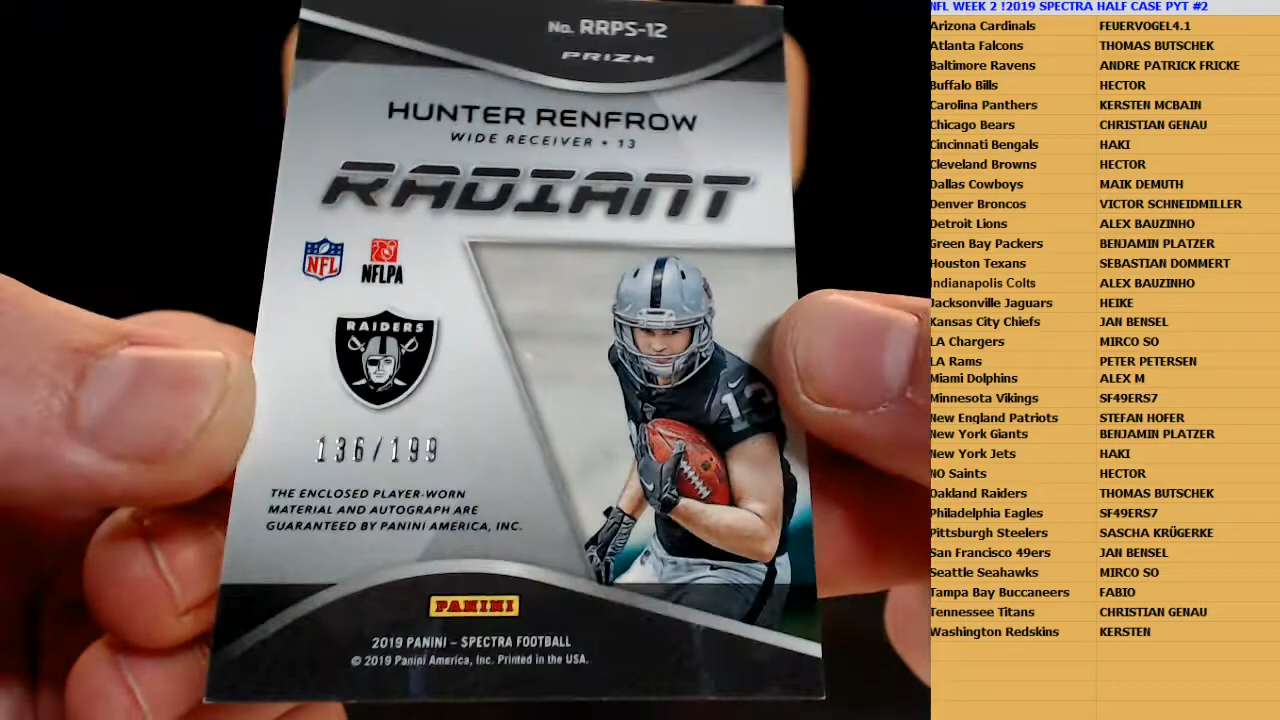 No. RRPS-12
PRIZM
HUNTER RENFROW
WIDE RECEIVER • 13
RADIANT
NFL
NFLPA
RAIDERS
13
136/199
THE ENCLOSED PLAYER-WORN
MATERIAL AND AUTOGRAPH ARE
GUARANTEED BY PANINI AMERICA, INC.
PANINI
2019 PANINI – SPECTRA FOOTBALL
© 2019 Panini America, Inc. Printed in the USA.
NFL WEEK 2 !2019 SPECTRA HALF CASE PYT #2
Arizona Cardinals FEUERVOGEL4.1
Atlanta Falcons THOMAS BUTSCHEK
Baltimore Ravens ANDRE PATRICK FRICKE
Buffalo Bills HECTOR
Carolina Panthers KERSTEN MCBAIN
Chicago Bears CHRISTIAN GENAU
Cincinnati Bengals HAKI
Cleveland Browns HECTOR
Dallas Cowboys MAIK DEMUTH
Denver Broncos VICTOR SCHNEIDMILLER
Detroit Lions ALEX BAUZINHO
Green Bay Packers BENJAMIN PLATZER
Houston Texans SEBASTIAN DOMMERT
Indianapolis Colts ALEX BAUZINHO
Jacksonville Jaguars HEIKE
Kansas City Chiefs JAN BENSEL
LA Chargers MIRCO SO
LA Rams PETER PETERSEN
Miami Dolphins ALEX M
Minnesota Vikings SF49ERS7
New England Patriots STEFAN HOFER
New York Giants BENJAMIN PLATZER
New York Jets HAKI
NO Saints HECTOR
Oakland Raiders THOMAS BUTSCHEK
Philadelphia Eagles SF49ERS7
Pittsburgh Steelers SASCHA KRÜGERKE
San Francisco 49ers JAN BENSEL
Seattle Seahawks MIRCO SO
Tampa Bay Buccaneers FABIO
Tennessee Titans CHRISTIAN GENAU
Washington Redskins KERSTEN